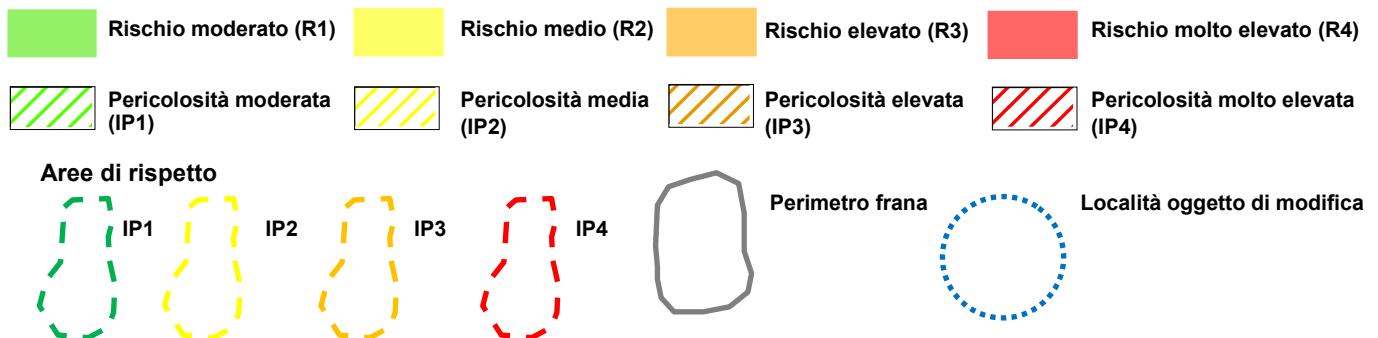 Rischio moderato (R1)
Rischio medio (R2)
Rischio elevato (R3)
Rischio molto elevato (R4)
Pericolosità moderata
(IP1)
Pericolosità media
(IP2)
Pericolosità elevata
(IP3)
Pericolosità molto elevata
(IP4)
Aree di rispetto
IP1
IP2
IP3
IP4
Perimetro frana
Località oggetto di modifica